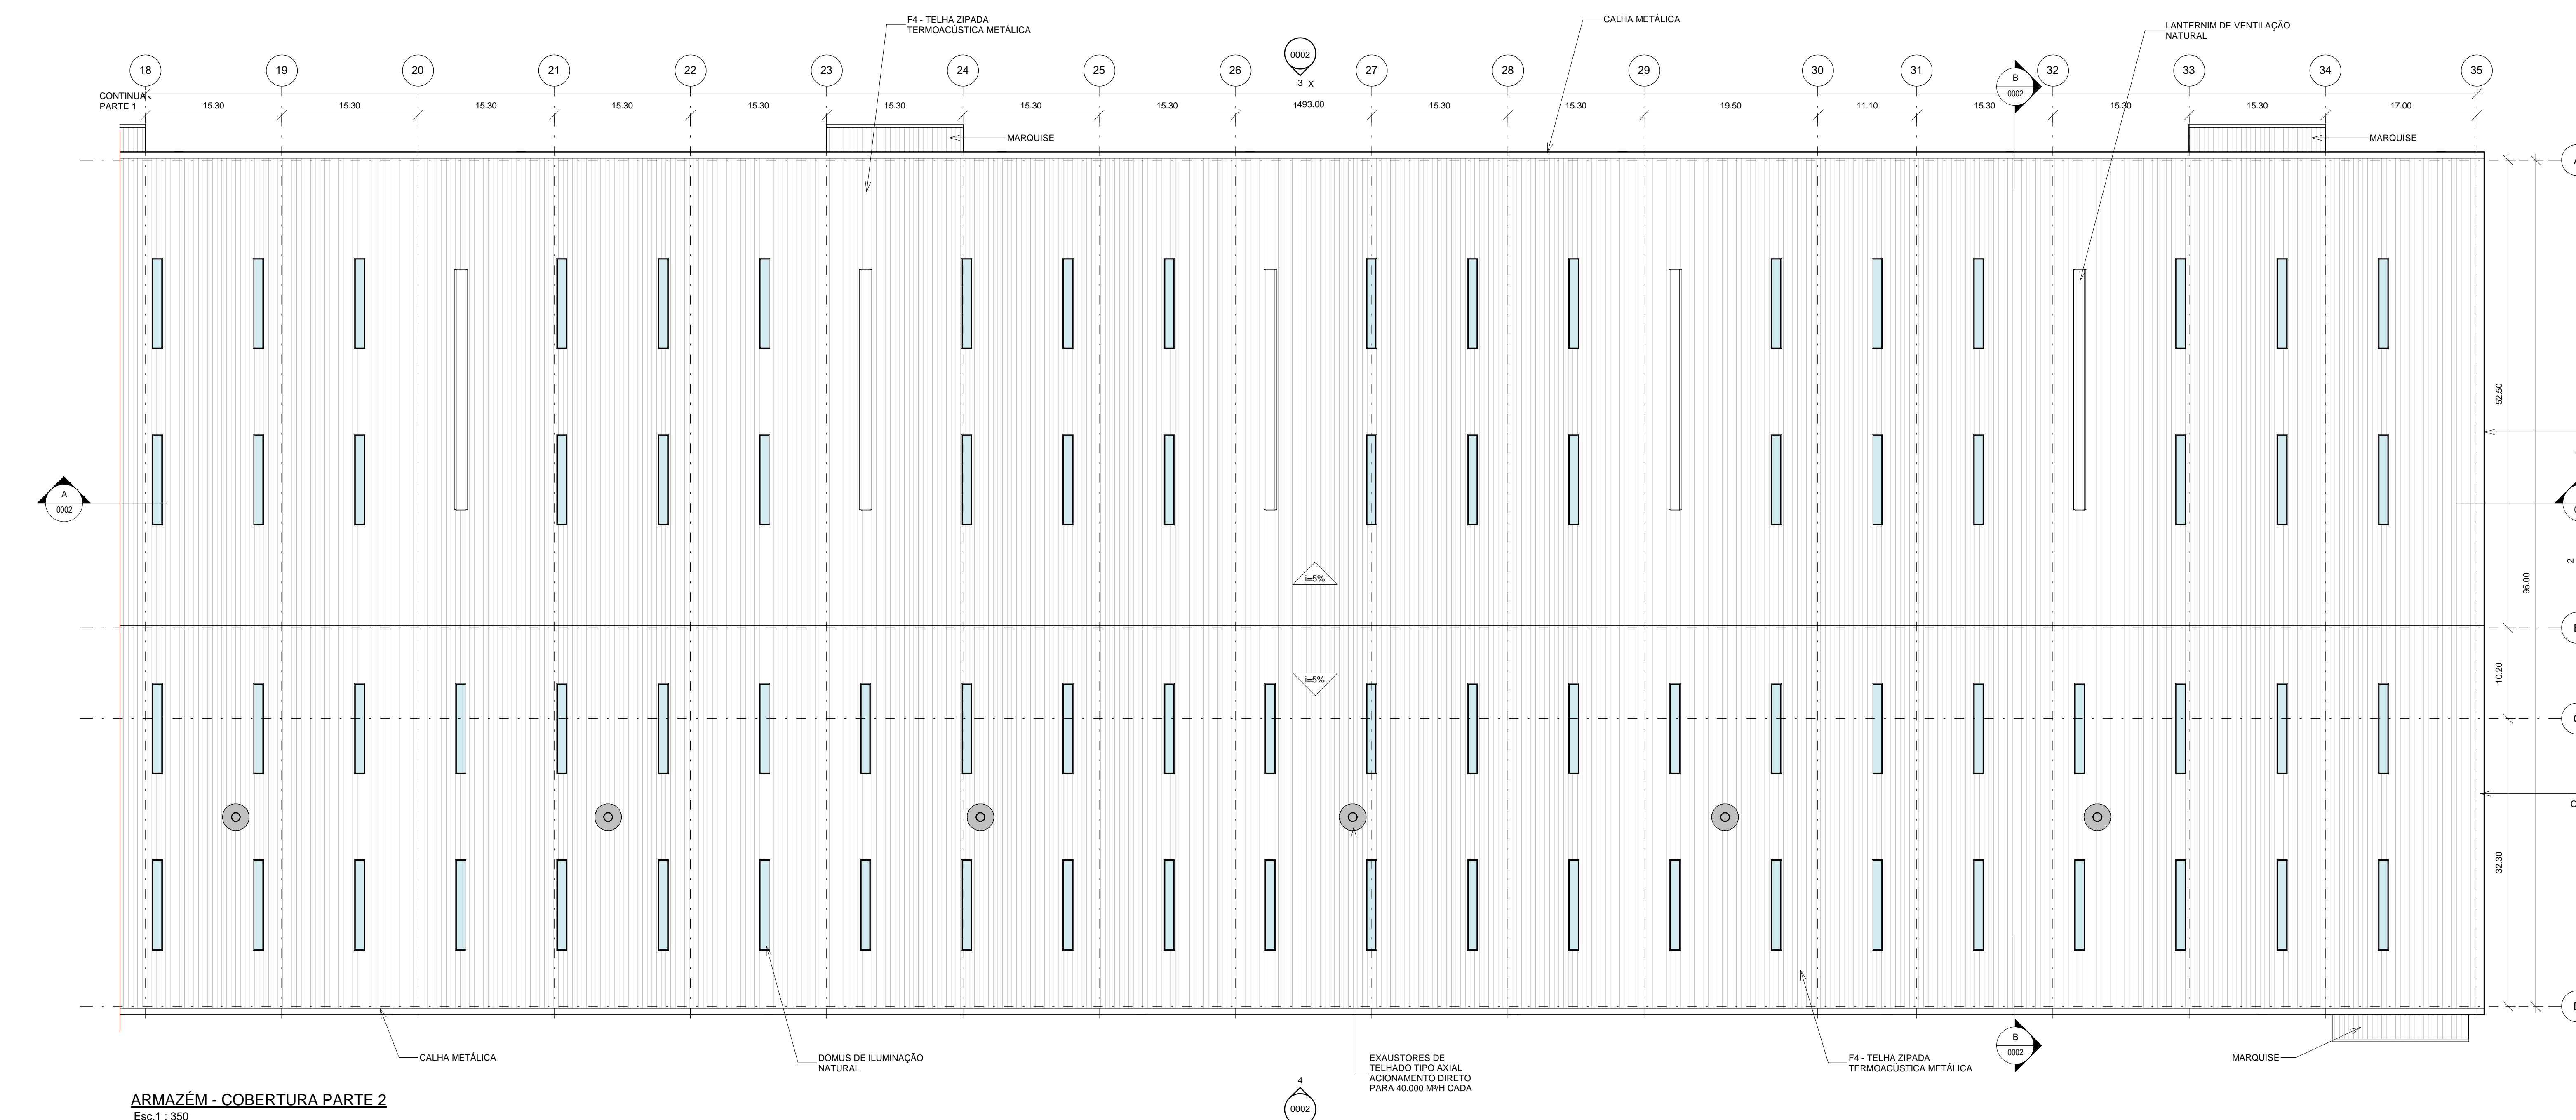 F4 - TELHA ZIPADA
TERMOACÚSTICA METÁLICA
CALHA METÁLICA
LANTERNIM DE VENTILAÇÃO
NATURAL
0002
3 X
18 19 20 21 22 23 24 25 26 27 28 29 30 31 32 33 34 35
B
0002
CONTINUA
PARTE 1
15.30 15.30 15.30 15.30 15.30 15.30 15.30 15.30 493.00 15.30 15.30 19.50 11.10 15.30 15.30 15.30 17.00
MARQUISE
MARQUISE
52.50
A
0002
i=5%
2
95.00
i=5%
10.20
32.30
B
0002
CALHA METÁLICA
DOMUS DE ILUMINAÇÃO
NATURAL
EXAUSTORES DE
TELHADO TIPO AXIAL
ACIONAMENTO DIRETO
PARA 40.000 M³/H CADA
F4 - TELHA ZIPADA
TERMOACÚSTICA METÁLICA
MARQUISE
4
0002
ARMAZÉM - COBERTURA PARTE 2
Esc.1 : 350